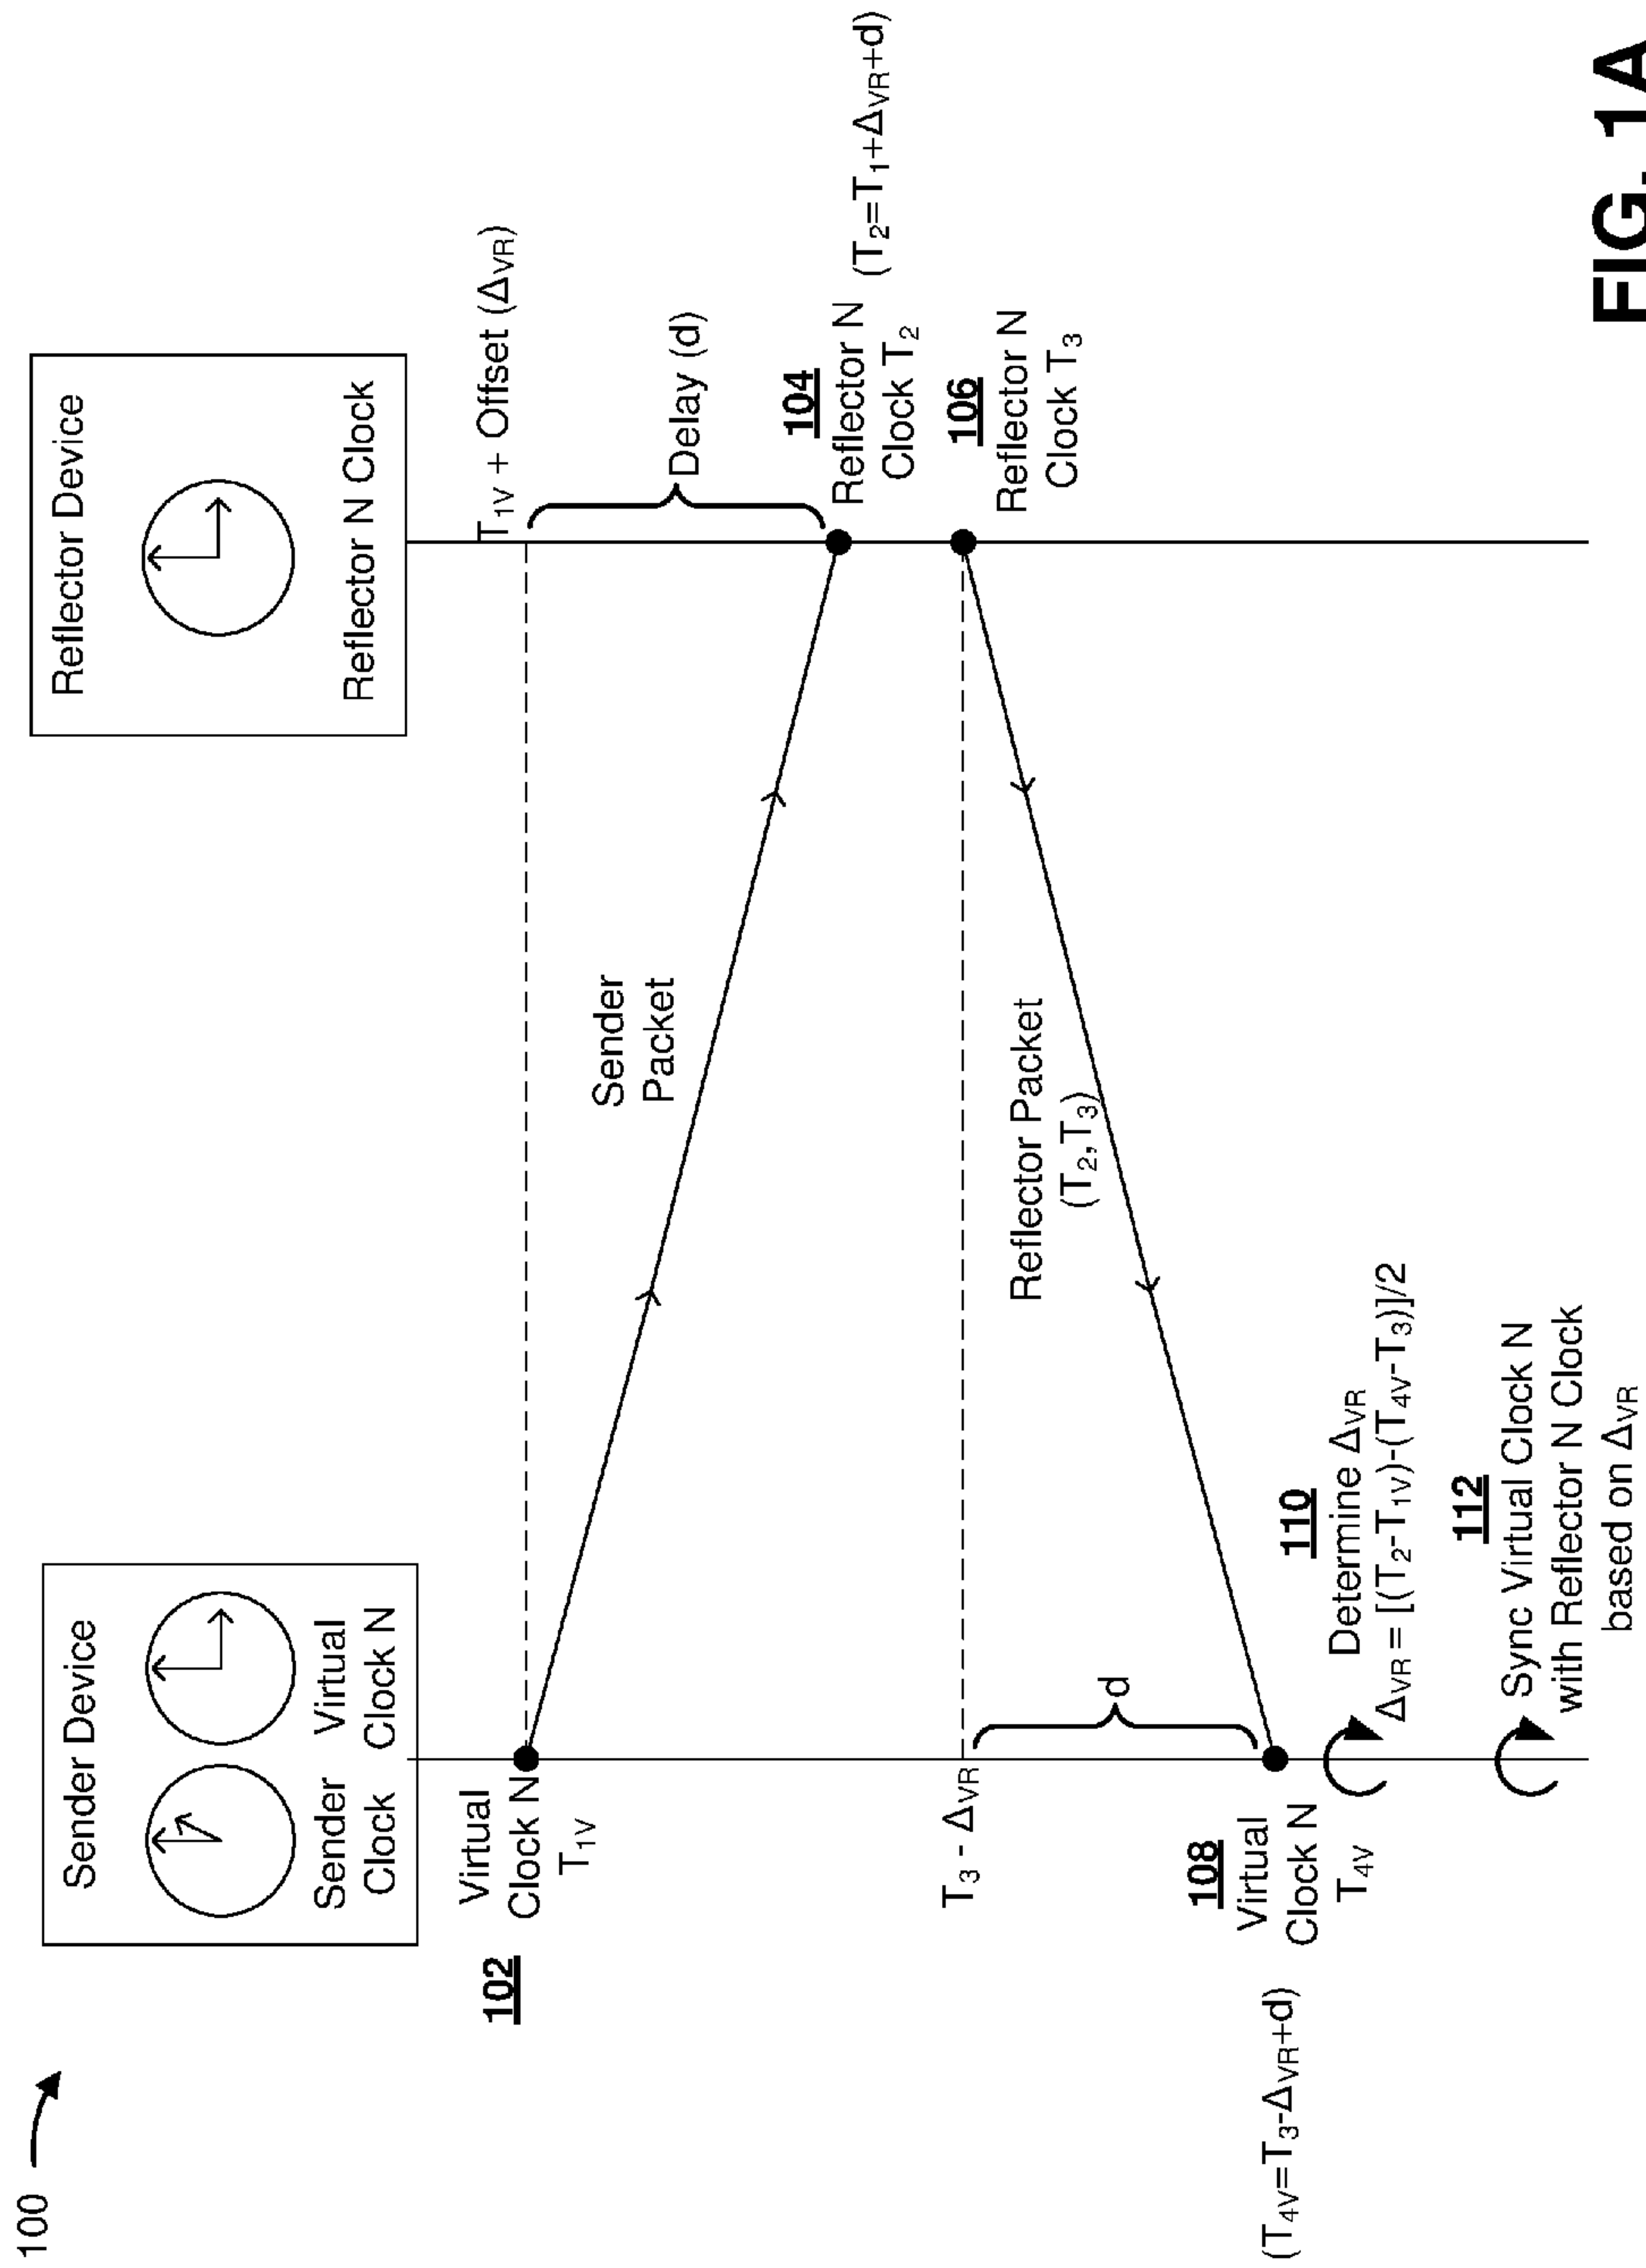 100
Sender Device
Sender
Clock
Virtual
Clock N
Reflector Device
Reflector N Clock
102
Virtual
Clock N
T₁V
T₁V + Offset (ΔVR)
Sender
Packet
Delay (d)
104
Reflector N
Clock T₂
(T₂=T₁+ΔVR+d)
106
Reflector N
Clock T₃
T₃ - ΔVR
Reflector Packet
(T₂,T₃)
d
108
Virtual
Clock N
T₄V
(T₄V=T₃-ΔVR+d)
110
Determine ΔVR
ΔVR = [(T₂-T₁V)-(T₄V-T₃)]/2
112
Sync Virtual Clock N
with Reflector N Clock
based on ΔVR
FIG. 1A